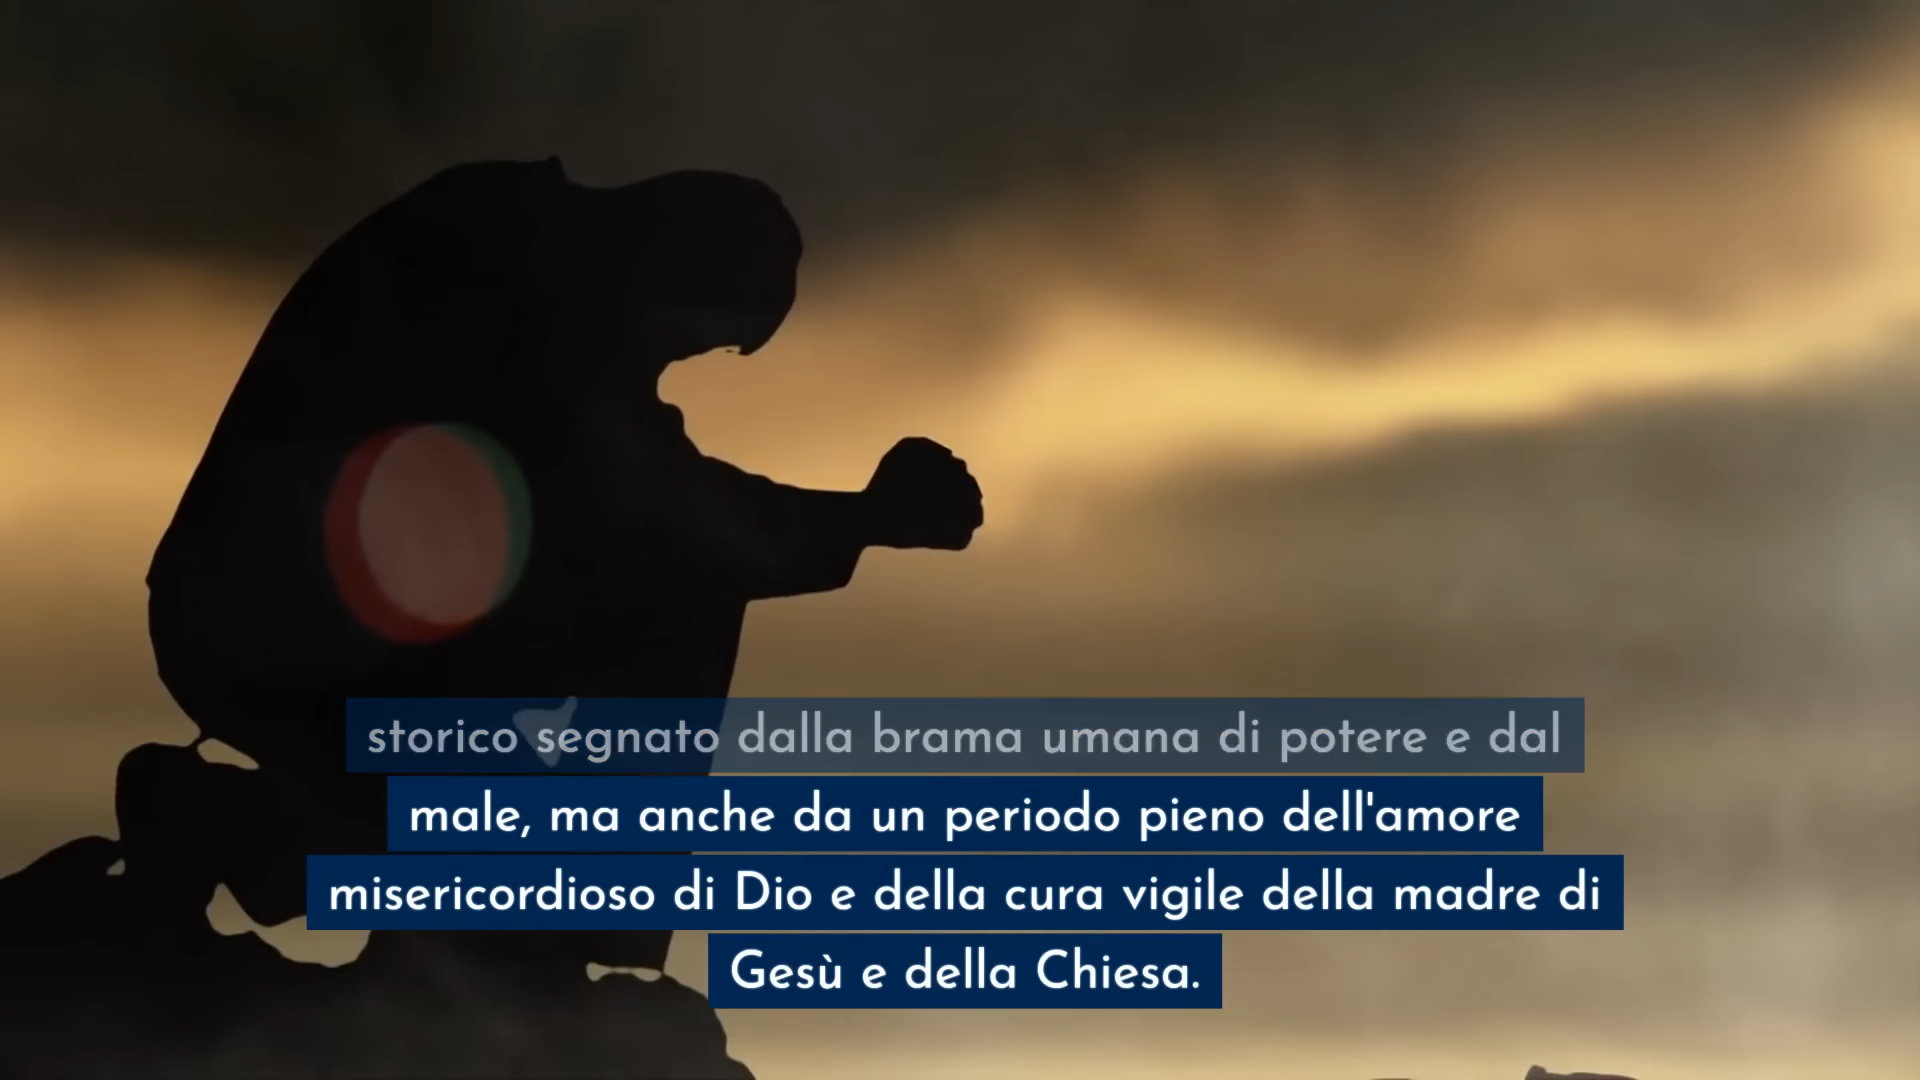 storico segnato dalla brama umana di potere e dal
male, ma anche da un periodo pieno dell'amore
misericordioso di Dio e della cura vigile della madre di
Gesù e della Chiesa.